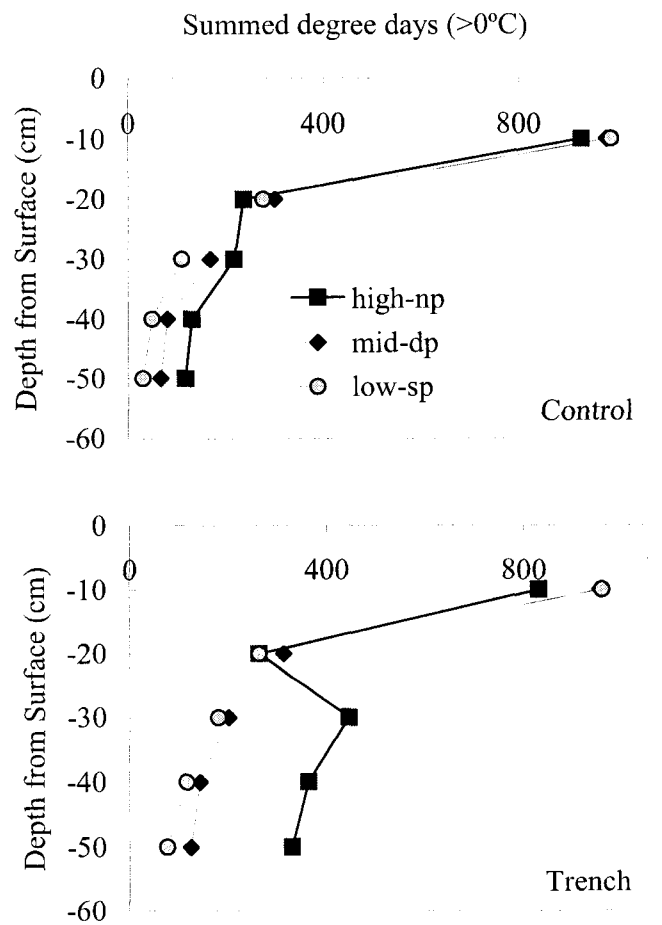 Summed degree days (>0ºC)
0
0 400 800
-10
-20
-30
-40
-50
-60
Depth from Surface (cm)
high-np
mid-dp
low-sp
Control
0
0 400 800
-10
-20
-30
-40
-50
-60
Depth from Surface (cm)
Trench